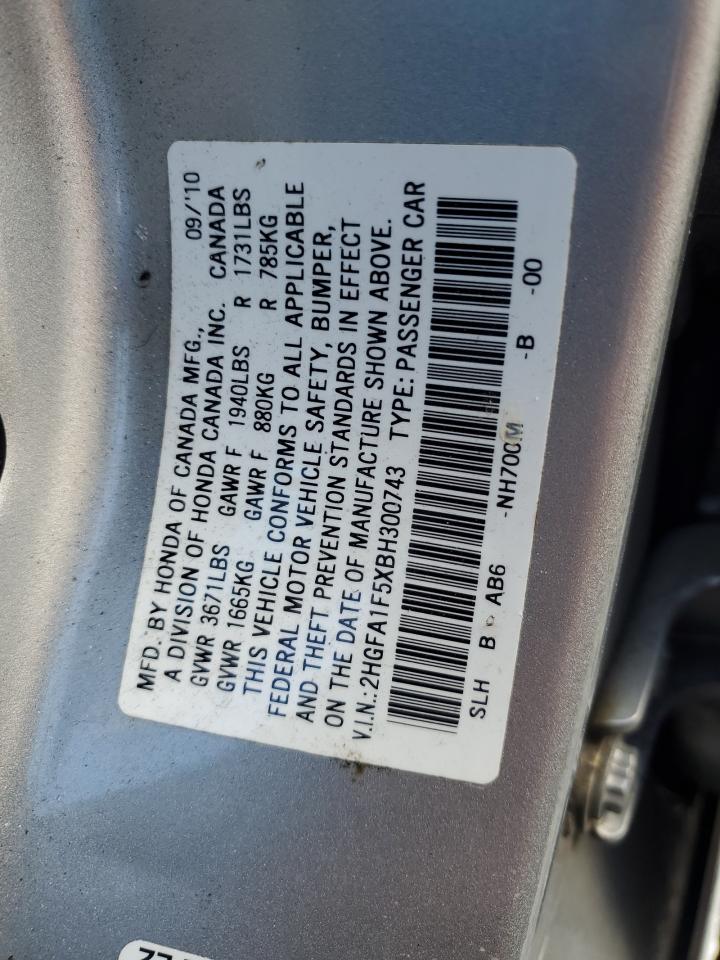 MFD. BY HONDA OF CANADA MFG., 09/'10
A DIVISION OF HONDA CANADA INC. CANADA
GVWR 3671LBS GAWR F 1940LBS R 1731LBS
GVWR 1665KG GAWR F 880KG R 785KG
THIS VEHICLE CONFORMS TO ALL APPLICABLE
FEDERAL MOTOR VEHICLE SAFETY, BUMPER,
AND THEFT PREVENTION STANDARDS IN EFFECT
ON THE DATE OF MANUFACTURE SHOWN ABOVE.
V.I.N.: 2HGFA1F5XBH300743 TYPE: PASSENGER CAR
SLH B - AB6 -NH700M -B -00